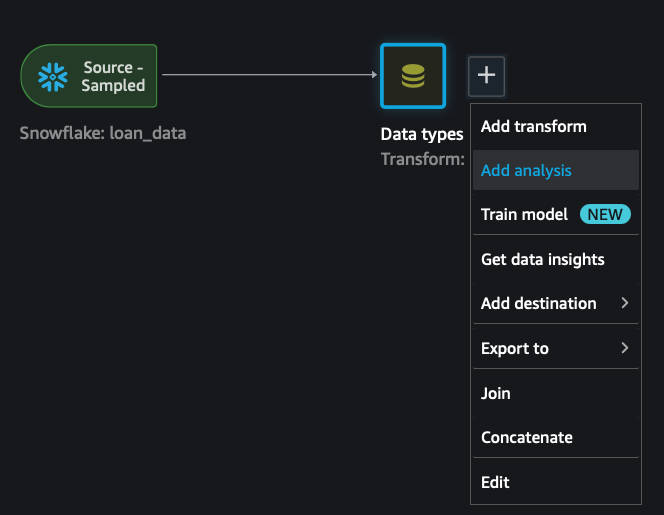 Source -
Sampled
Snowflake: loan_data
Data types
Transform:
Add transform
Add analysis
Train model NEW
Get data insights
Add destination
Export to
Join
Concatenate
Edit